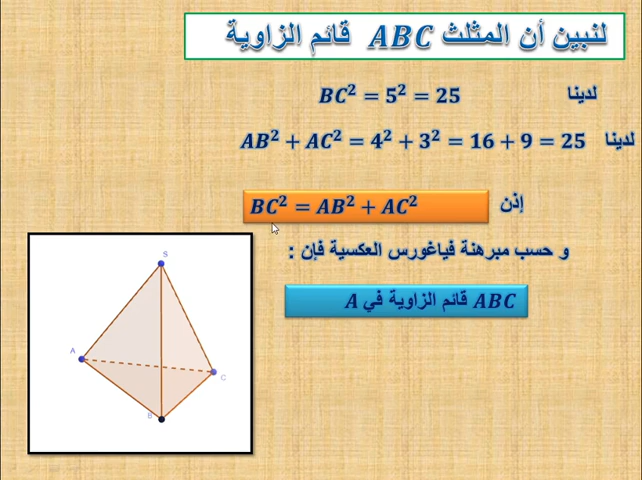 لنبين أن المثلث ABC قائم الزاوية
لدينا BC² = 5² = 25
لدينا AB² + AC² = 4² + 3² = 16 + 9 = 25
إذن BC² = AB² + AC²
و حسب مبرهنة فياغورس العكسية فإن :
ABC قائم الزاوية في A
S
A
C
B